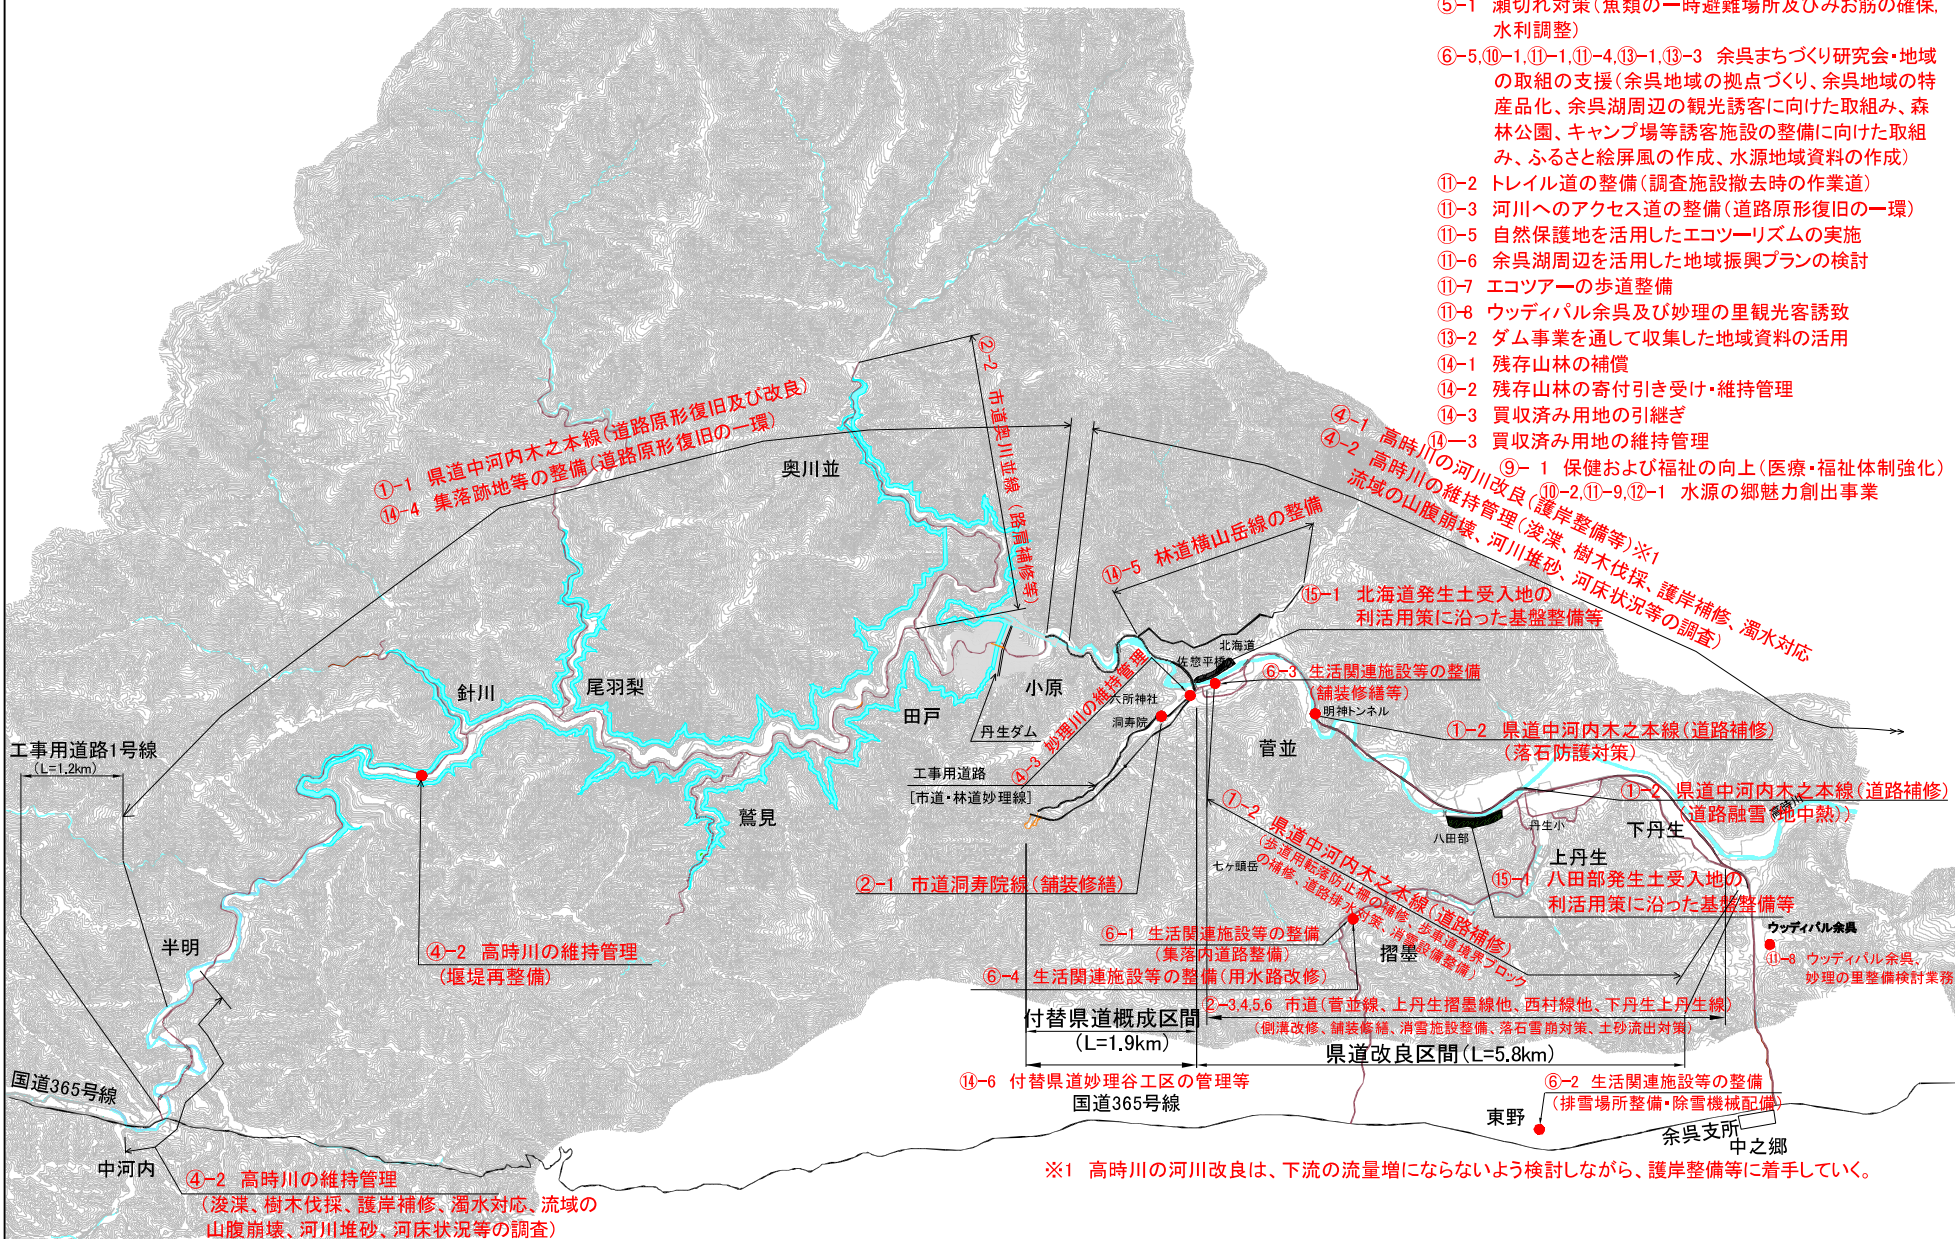 ⑤-1 瀬切れ対策(魚類の一時避難場所及びみお筋の確保,
水利調整)
⑥-5,⑩-1,⑪-1,⑪-4,⑬-1,⑬-3 余呉まちづくり研究会・地域
の取組の支援(余呉地域の拠点づくり、余呉地域の特
産品化、余呉湖周辺の観光誘客に向けた取組み、森
林公園、キャンプ場等誘客施設の整備に向けた取組
み、ふるさと絵屏風の作成、水源地域資料の作成)
⑪-2 トレイル道の整備(調査施設撤去時の作業道)
⑪-3 河川へのアクセス道の整備(道路原形復旧の一環)
⑪-5 自然保護地を活用したエコツーリズムの実施
⑪-6 余呉湖周辺を活用した地域振興プランの検討
⑪-7 エコツアーの歩道整備
⑪-8 ウッディパル余呉及び妙理の里観光客誘致
⑬-2 ダム事業を通して収集した地域資料の活用
⑭-1 残存山林の補償
⑭-2 残存山林の寄付引き受け・維持管理
⑭-3 買収済み用地の引継ぎ
⑭-3 買収済み用地の維持管理
⑨-1 保健および福祉の向上(医療・福祉体制強化)
⑩-2,⑪-9,⑫-1 水源の郷魅力創出事業
④-1 高時川の河川改良(護岸整備等)※1
④-2 高時川の維持管理(浚渫、樹木伐採、護岸補修、濁水対応
流域の山腹崩壊、河川堆砂、河床状況等の調査)
②-2 市道奥川並線(路肩補修等)
①-1 県道中河内木之本線(道路原形復旧及び改良)
⑭-4 集落跡地等の整備(道路原形復旧の一環)
奥川並
⑭-5 林道横山岳線の整備
⑮-1 北海道発生土受入地の
利活用策に沿った基盤整備等
北海道
佐惣平橋
⑥-3 生活関連施設等の整備
(舗装修繕等)
六所神社
洞寿院
明神トンネル
①-2 県道中河内木之本線(道路補修)
(落石防護対策)
菅並
小原
田戸
丹生ダム
針川
尾羽梨
鷲見
④-3 妙理川の維持管理
工事用道路
[市道・林道妙理線]
工事用道路1号線
(L=1.2km)
①-2 県道中河内木之本線(道路補修)
(道路融雪(地中熱))
高時川
下丹生
丹生小
八田部
上丹生
⑮-1 八田部発生土受入地の
利活用策に沿った基盤整備等
①-2 県道中河内木之本線(道路補修)
(歩道用転落防止柵の補修、歩車道境界ブロック
の補修、道路排水対策、消雪設備整備)
七ヶ頭岳
②-1 市道洞寿院線(舗装修繕)
⑥-1 生活関連施設等の整備
(集落内道路整備)
摺墨
⑥-4 生活関連施設等の整備(用水路改修)
ウッディパル余呉
⑪-8 ウッディパル余呉、
妙理の里整備検討業務
半明
④-2 高時川の維持管理
(堰堤再整備)
②-3,4,5,6 市道(菅並線、上丹生摺墨線他、西村線他、下丹生上丹生線)
(側溝改修、舗装修繕、消雪施設整備、落石雪崩対策、土砂流出対策)
付替県道概成区間
(L=1.9km)
県道改良区間(L=5.8km)
⑭-6 付替県道妙理谷工区の管理等
国道365号線
⑥-2 生活関連施設等の整備
(排雪場所整備・除雪機械配備)
東野
余呉支所
中之郷
国道365号線
中河内
④-2 高時川の維持管理
(浚渫、樹木伐採、護岸補修、濁水対応、流域の
山腹崩壊、河川堆砂、河床状況等の調査)
※1 高時川の河川改良は、下流の流量増にならないよう検討しながら、護岸整備等に着手していく。